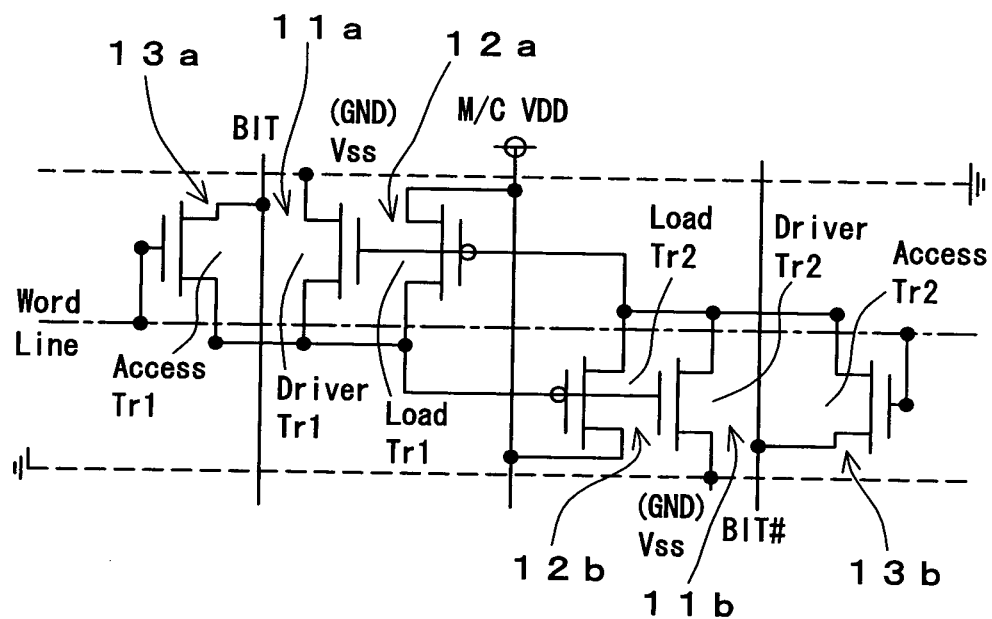 13a
11a
12a
BIT
(GND)
Vss
M/C VDD
Load
Tr2
Driver
Tr2
Access
Tr2
Word
Line
Access
Tr1
Driver
Tr1
Load
Tr1
(GND)
Vss
BIT#
12b
11b
13b